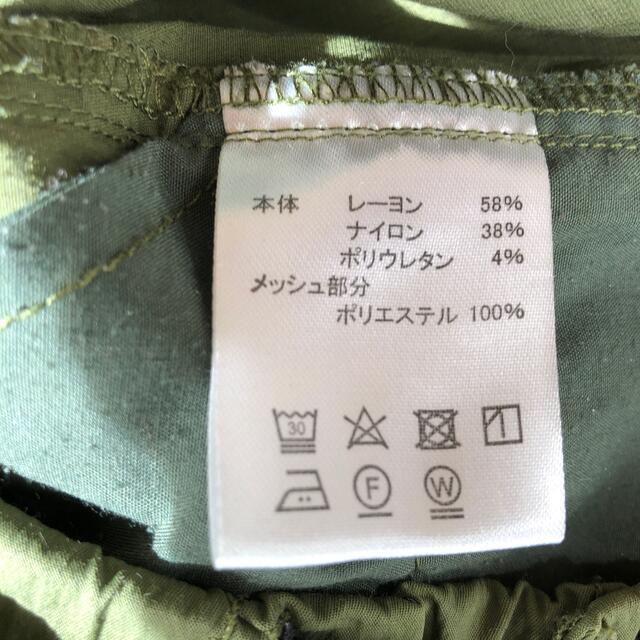 本体 レーヨン 58%
ナイロン 38%
ポリウレタン 4%
メッシュ部分
ポリエステル 100%
30
F
W